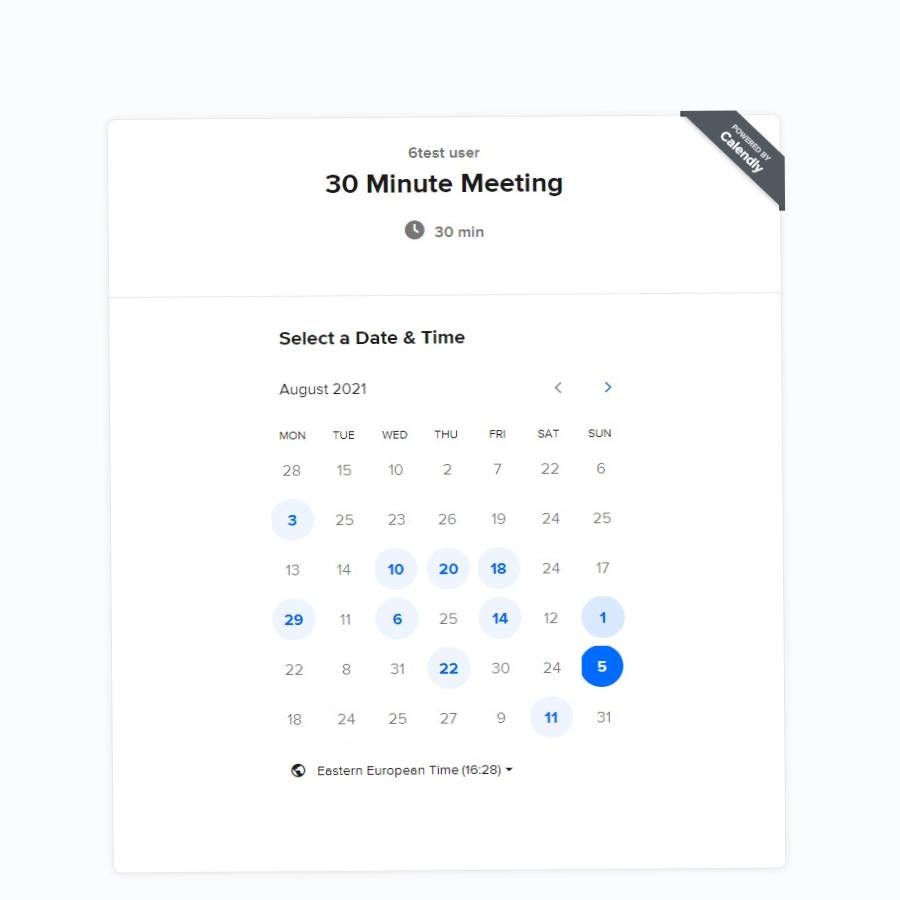 POWERED BY
Calendly
6test user
30 Minute Meeting
30 min
Select a Date & Time
August 2021
MON TUE WED THU FRI SAT SUN
28 15 10 2 7 22 6
3 25 23 26 19 24 25
13 14 10 20 18 24 17
29 11 6 25 14 12 1
22 8 31 22 30 24 5
18 24 25 27 9 11 31
Eastern European Time (16:28)